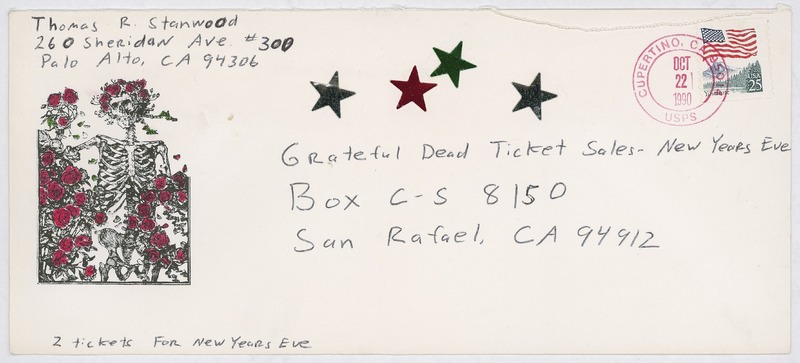 Thomas R. Stanwood
260 Sheridan Ave. #300
Palo Alto, CA 94306
CUPERTINO, CA
OCT
22
1990
USPS
USA
25
Grateful Dead Ticket Sales- New Years Eve
Box C-S 8150
San Rafael, CA 94912
2 tickets For New Years Eve